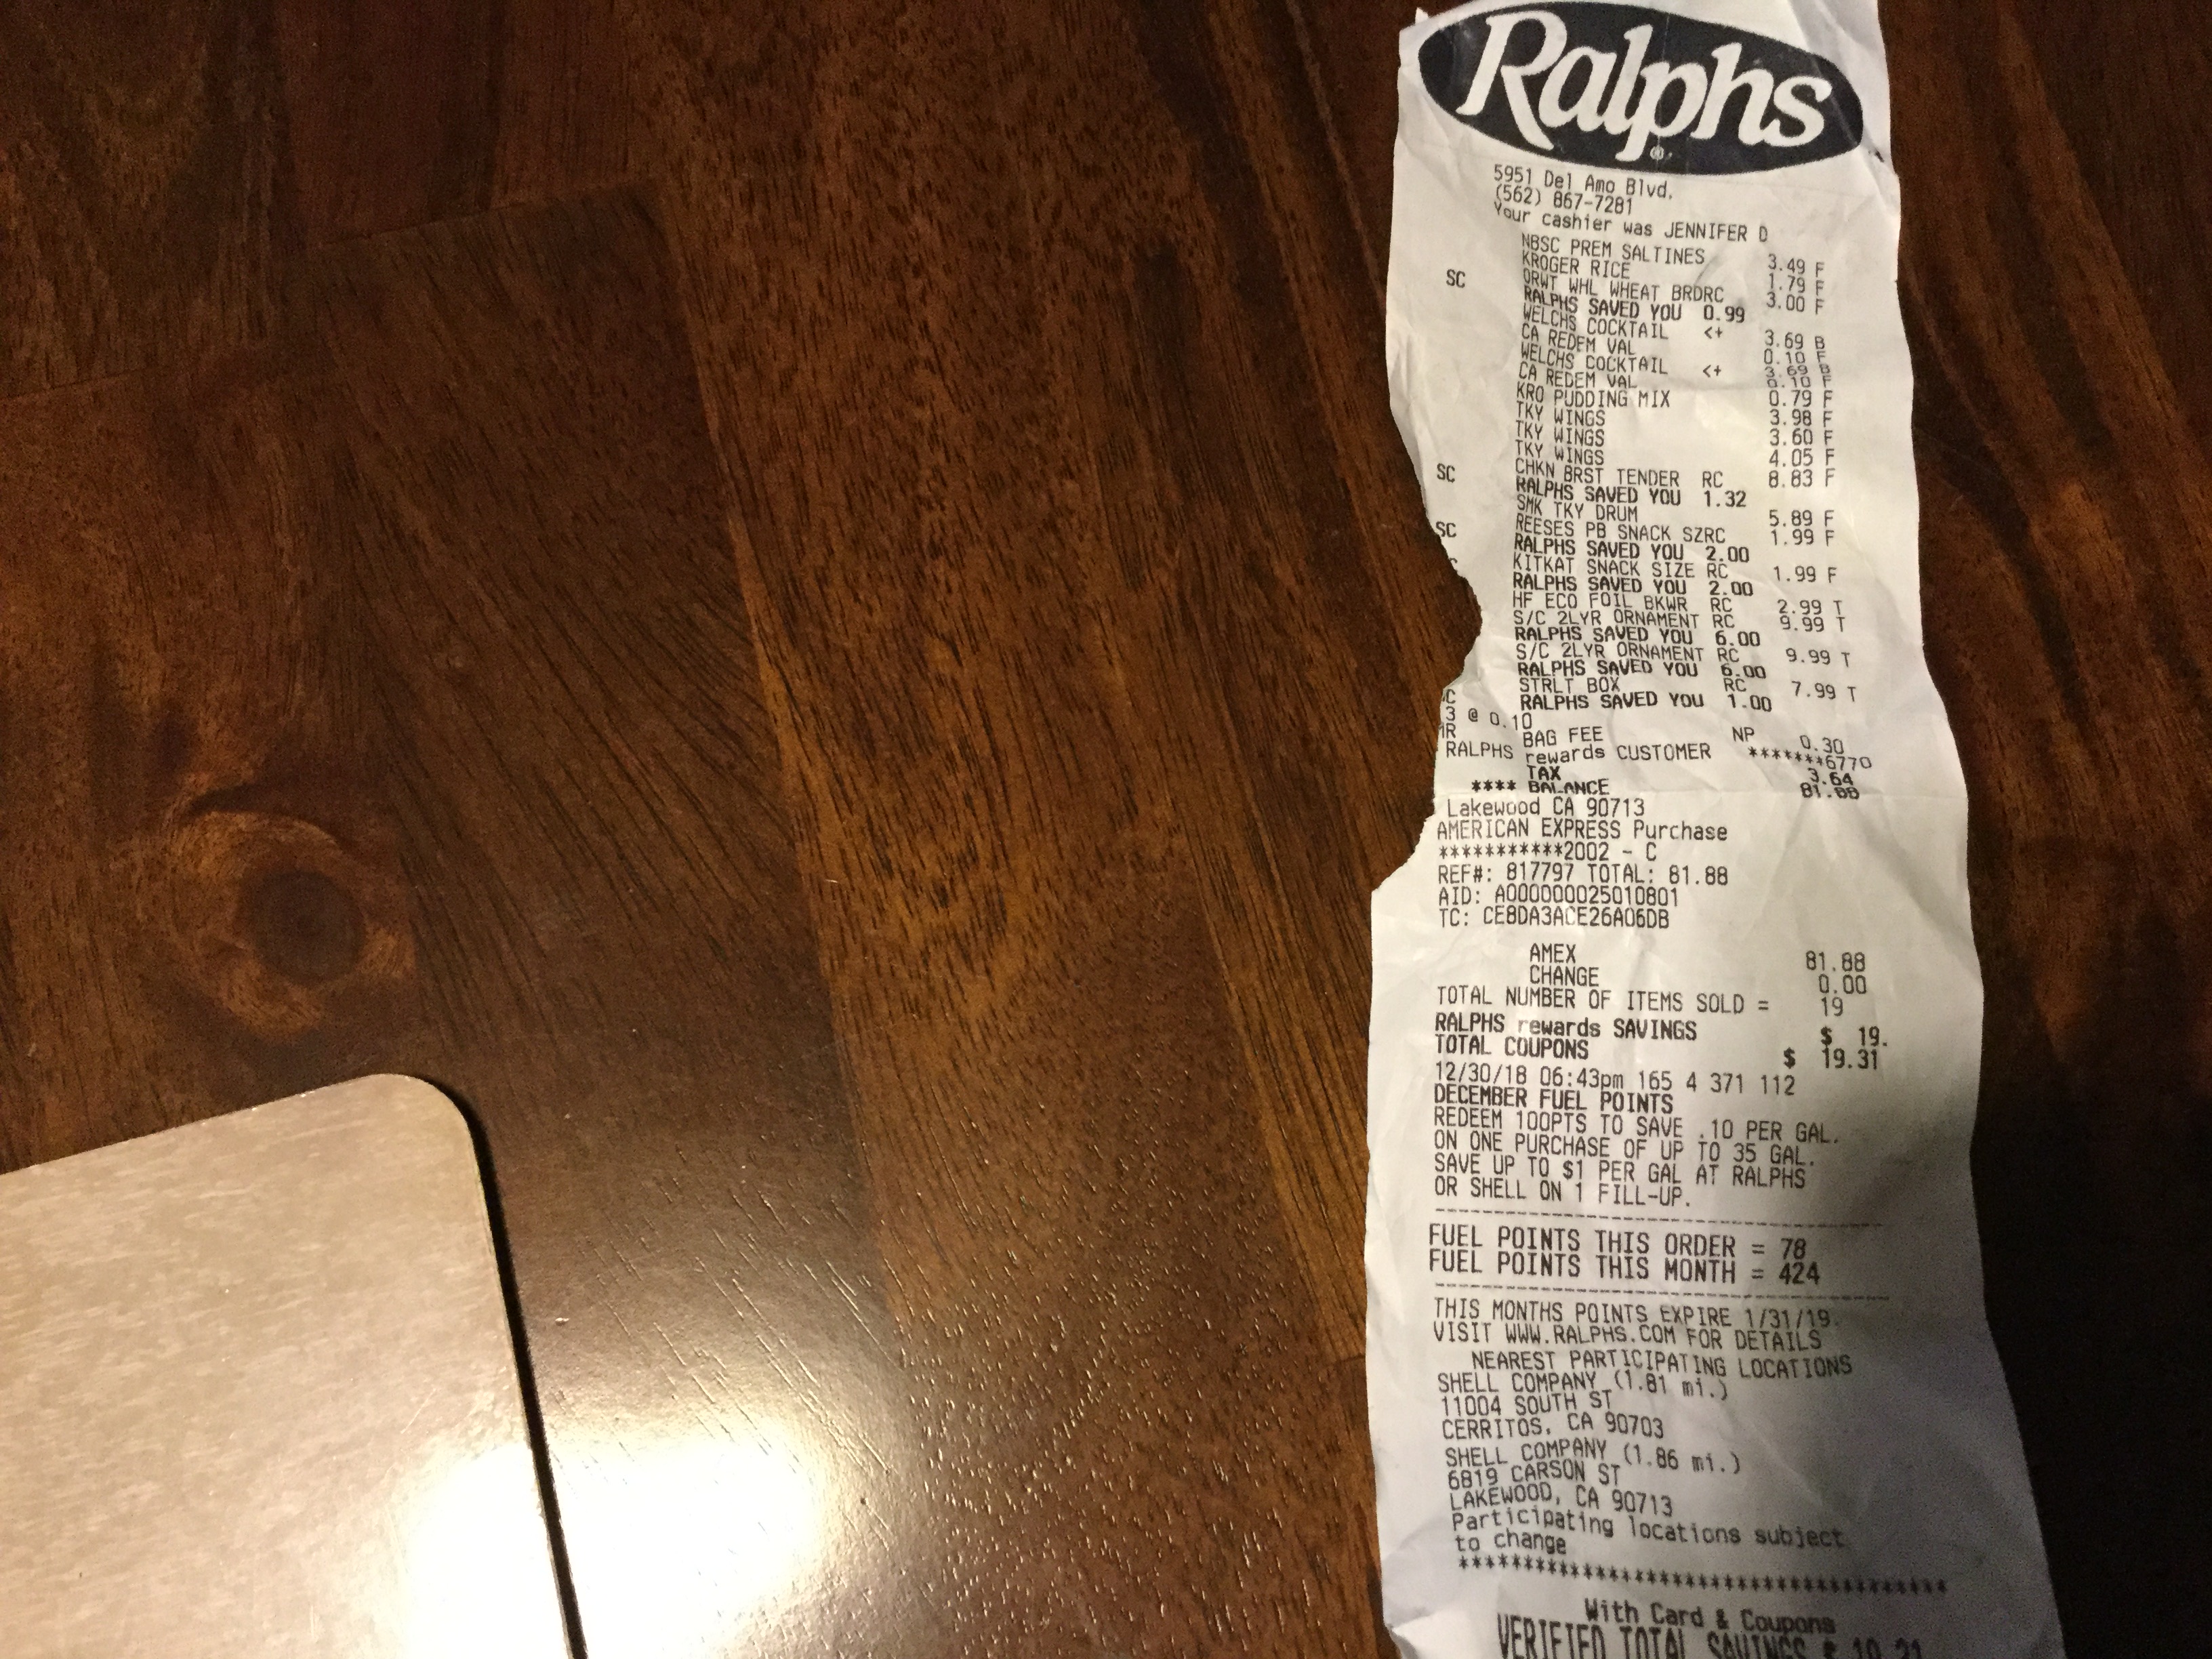 Ralphs
5951 Del Amo Blvd.
(562) 867-7281
Your cashier was JENNIFER D
NBSC PREM SALTINES 3.49 F
KROGER RICE 1.79 F
SC ORWT WHL WHEAT BRDRC 3.00 F
RALPHS SAVED YOU 0.99
WELCHS COCKTAIL <+ 3.69 B
CA REDEM VAL 0.10 F
WELCHS COCKTAIL <+ 3.69 B
CA REDEM VAL 0.10 F
KRO PUDDING MIX 0.79 F
TKY WINGS 3.98 F
TKY WINGS 3.60 F
TKY WINGS 4.05 F
SC CHKN BRST TENDER RC 8.83 F
RALPHS SAVED YOU 1.32
SMK TKY DRUM 5.89 F
SC REESES PB SNACK SZRC 1.99 F
RALPHS SAVED YOU 2.00
KITKAT SNACK SIZE RC 1.99 F
RALPHS SAVED YOU 2.00
HF ECO FOIL BKWR RC 2.99 T
S/C 2LYR ORNAMENT RC 9.99 T
RALPHS SAVED YOU 6.00
S/C 2LYR ORNAMENT RC 9.99 T
RALPHS SAVED YOU 6.00
STRLT BOX RC 7.99 T
C RALPHS SAVED YOU 1.00
3 @ 0.10
R BAG FEE NP 0.30
RALPHS rewards CUSTOMER *******6770
TAX 3.64
**** BALANCE 81.88
Lakewood CA 90713
AMERICAN EXPRESS Purchase
***********2002 - C
REF#: 817797 TOTAL: 81.88
AID: A000000025010801
TC: CE8DA3ACE26A06DB
AMEX 81.88
CHANGE 0.00
TOTAL NUMBER OF ITEMS SOLD = 19
RALPHS rewards SAVINGS $ 19.
TOTAL COUPONS $ 19.31
12/30/18 06:43pm 165 4 371 112
DECEMBER FUEL POINTS
REDEEM 100PTS TO SAVE .10 PER GAL.
ON ONE PURCHASE OF UP TO 35 GAL.
SAVE UP TO $1 PER GAL AT RALPHS
OR SHELL ON 1 FILL-UP.
FUEL POINTS THIS ORDER = 78
FUEL POINTS THIS MONTH = 424
THIS MONTHS POINTS EXPIRE 1/31/19.
VISIT WWW.RALPHS.COM FOR DETAILS
NEAREST PARTICIPATING LOCATIONS
SHELL COMPANY (1.81 mi.)
11004 SOUTH ST
CERRITOS, CA 90703
SHELL COMPANY (1.86 mi.)
6819 CARSON ST
LAKEWOOD, CA 90713
Participating locations subject
to change
*************************************
With Card & Coupons
VERIFIED TOTAL SAVINGS $ 19.31